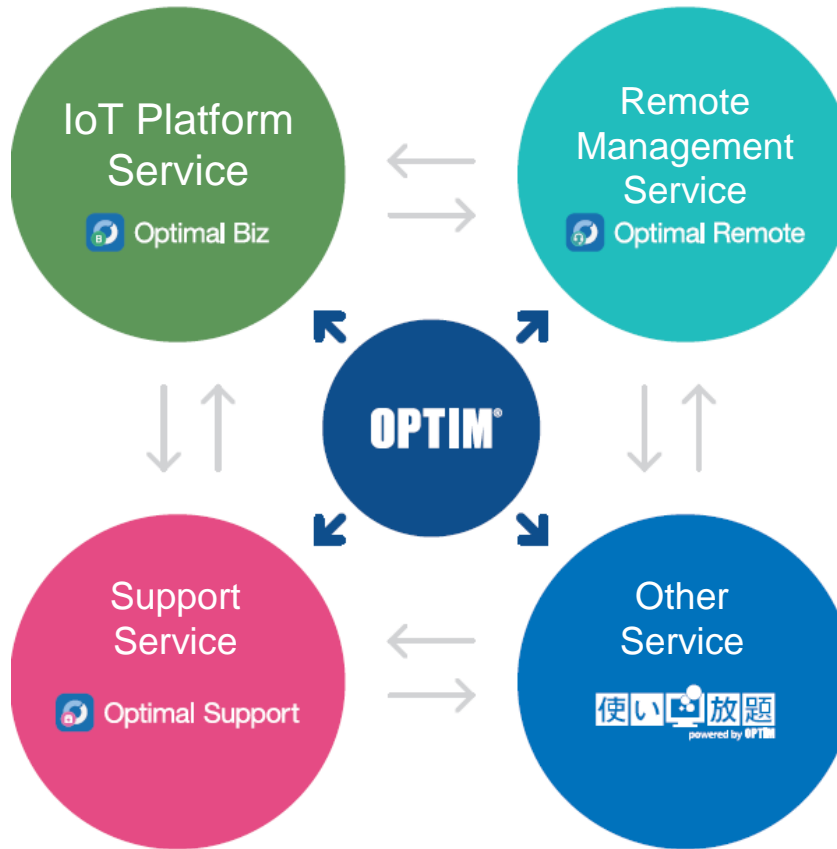 IoT Platform
Service
Optimal Biz
Remote
Management
Service
Optimal Remote
OPTIM®
Support
Service
Optimal Support
Other
Service
使い放題
powered by OPTIM